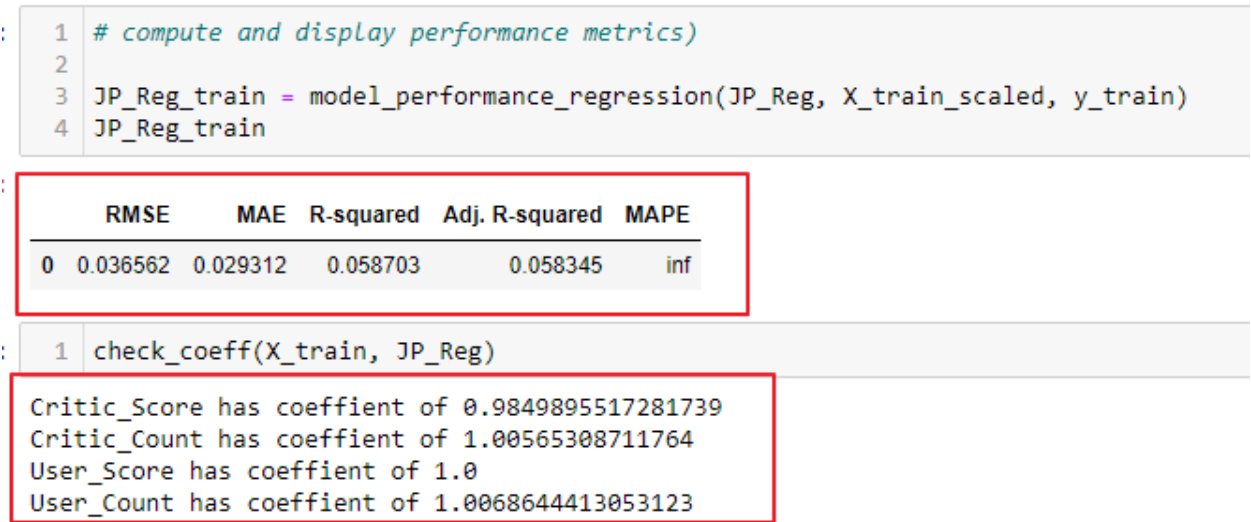 :
1 # compute and display performance metrics)
2
3 JP_Reg_train = model_performance_regression(JP_Reg, X_train_scaled, y_train)
4 JP_Reg_train
:
RMSE MAE R-squared Adj. R-squared MAPE
0 0.036562 0.029312 0.058703 0.058345 inf
:
1 check_coeff(X_train, JP_Reg)
Critic_Score has coeffient of 0.9849895517281739
Critic_Count has coeffient of 1.00565308711764
User_Score has coeffient of 1.0
User_Count has coeffient of 1.0068644413053123